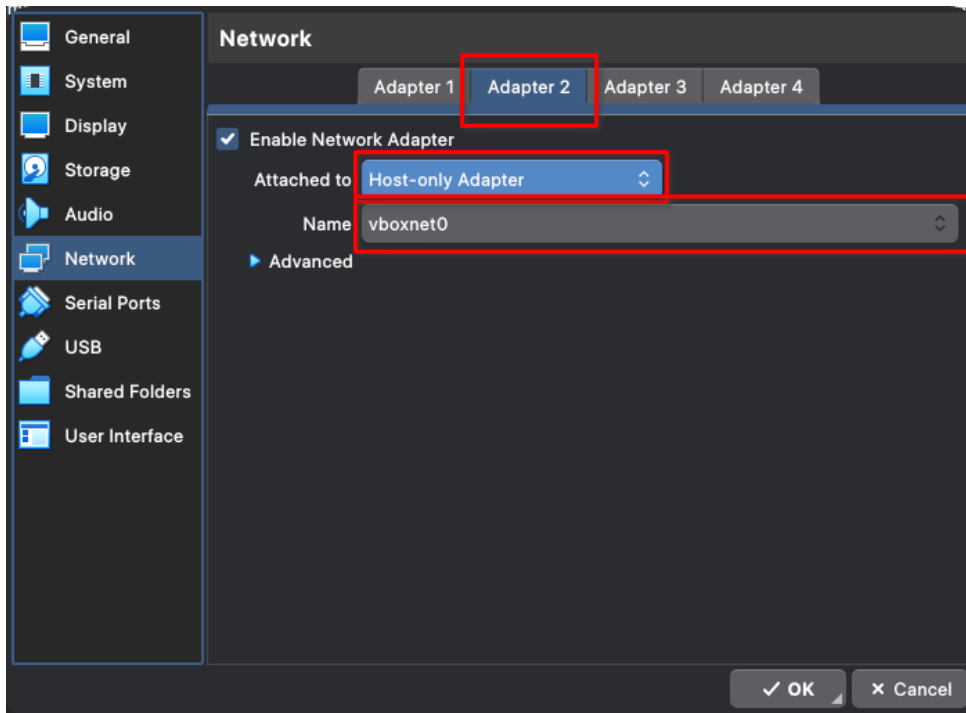 General
System
Display
Storage
Audio
Network
Serial Ports
USB
Shared Folders
User Interface
Network
Adapter 1
Adapter 2
Adapter 3
Adapter 4
Enable Network Adapter
Attached to Host-only Adapter
Name vboxnet0
Advanced
OK
Cancel